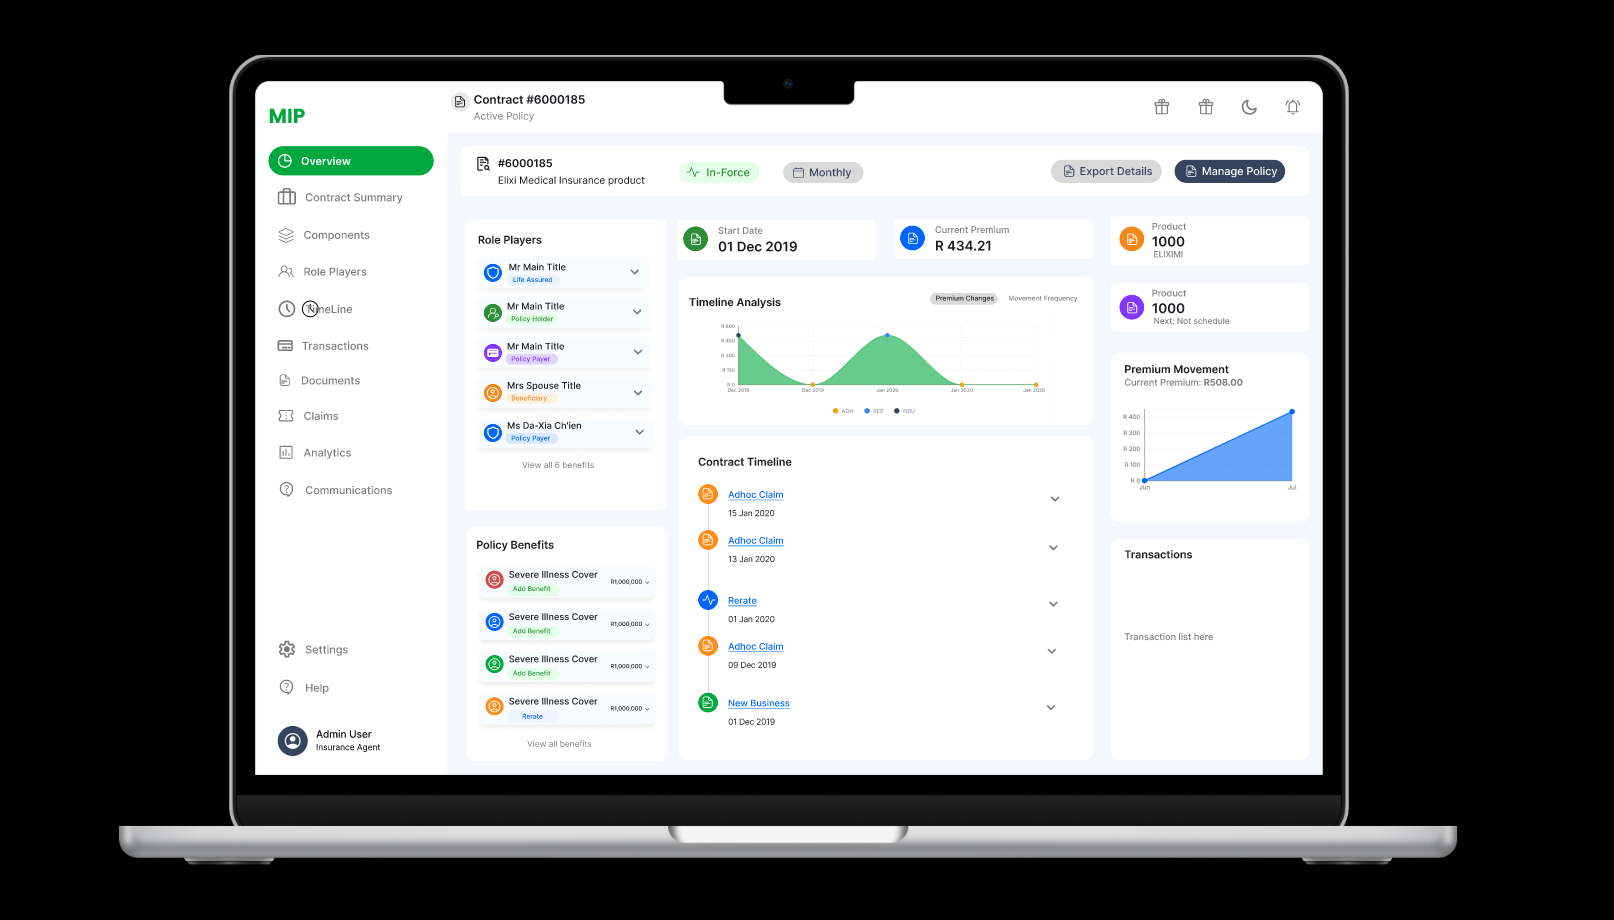 MIP
Overview
Contract Summary
Components
Role Players
TimeLine
Transactions
Documents
Claims
Analytics
Communications
Settings
Help
Admin User
Insurance Agent
Contract #6000185
Active Policy
#6000185
Elixi Medical Insurance product
In-Force
Monthly
Export Details
Manage Policy
Role Players
Mr Main Title
Life Assured
Mr Main Title
Policy Holder
Mr Main Title
Policy Payer
Mrs Spouse Title
Beneficiary
Ms Da-Xia Ch'ien
Policy Payer
View all 6 benefits
Policy Benefits
Severe Illness Cover
Add Benefit
R1,000,000
Severe Illness Cover
Add Benefit
R1,000,000
Severe Illness Cover
Add Benefit
R1,000,000
Severe Illness Cover
Rerate
R1,000,000
View all benefits
Start Date
01 Dec 2019
Current Premium
R 434.21
Timeline Analysis
Premium Changes
Movement Frequency
R 600
R 450
R 300
R 150
R 0
Dec 2019
Dec 2019
Jan 2020
Jan 2020
Jan 2020
ADH
RER
NBU
Contract Timeline
Adhoc Claim
15 Jan 2020
Adhoc Claim
13 Jan 2020
Rerate
01 Jan 2020
Adhoc Claim
09 Dec 2019
New Business
01 Dec 2019
Product
1000
ELIXIMI
Product
1000
Next: Not schedule
Premium Movement
Current Premium: R508.00
R 400
R 300
R 200
R 100
R 0
Jun
Jul
Transactions
Transaction list here